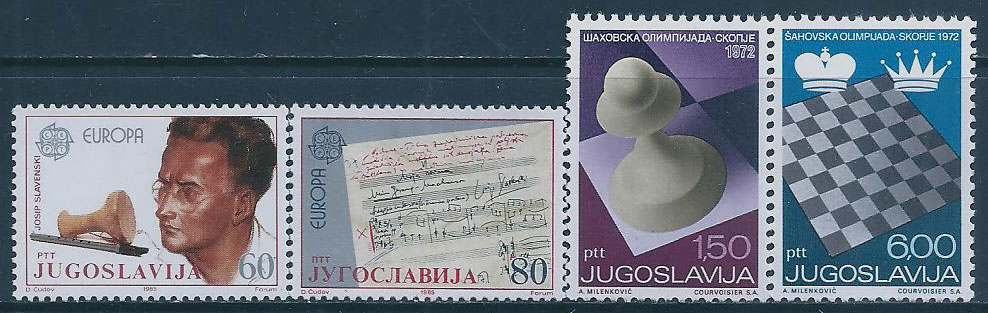 EUROPA
JOSIP SLAVENSKI
PTT
JUGOSLAVIJA 60
D. Čudov 1985 Forum
EUROPA
ПТТ
ЈУГОСЛАВИЈА 80
D. Čudov 1985 Forum
ШАХОВСКА ОЛИМПИЈАДА·СКОПЈЕ
1972
1,50
ptt
JUGOSLAVIJA
A. MILENKOVIĆ COURVOISIER S.A.
ŠAHOVSKA OLIMPIJADA·SKOPJE 1972
6,00
ptt
JUGOSLAVIJA
A. MILENKOVIĆ COURVOISIER S.A.